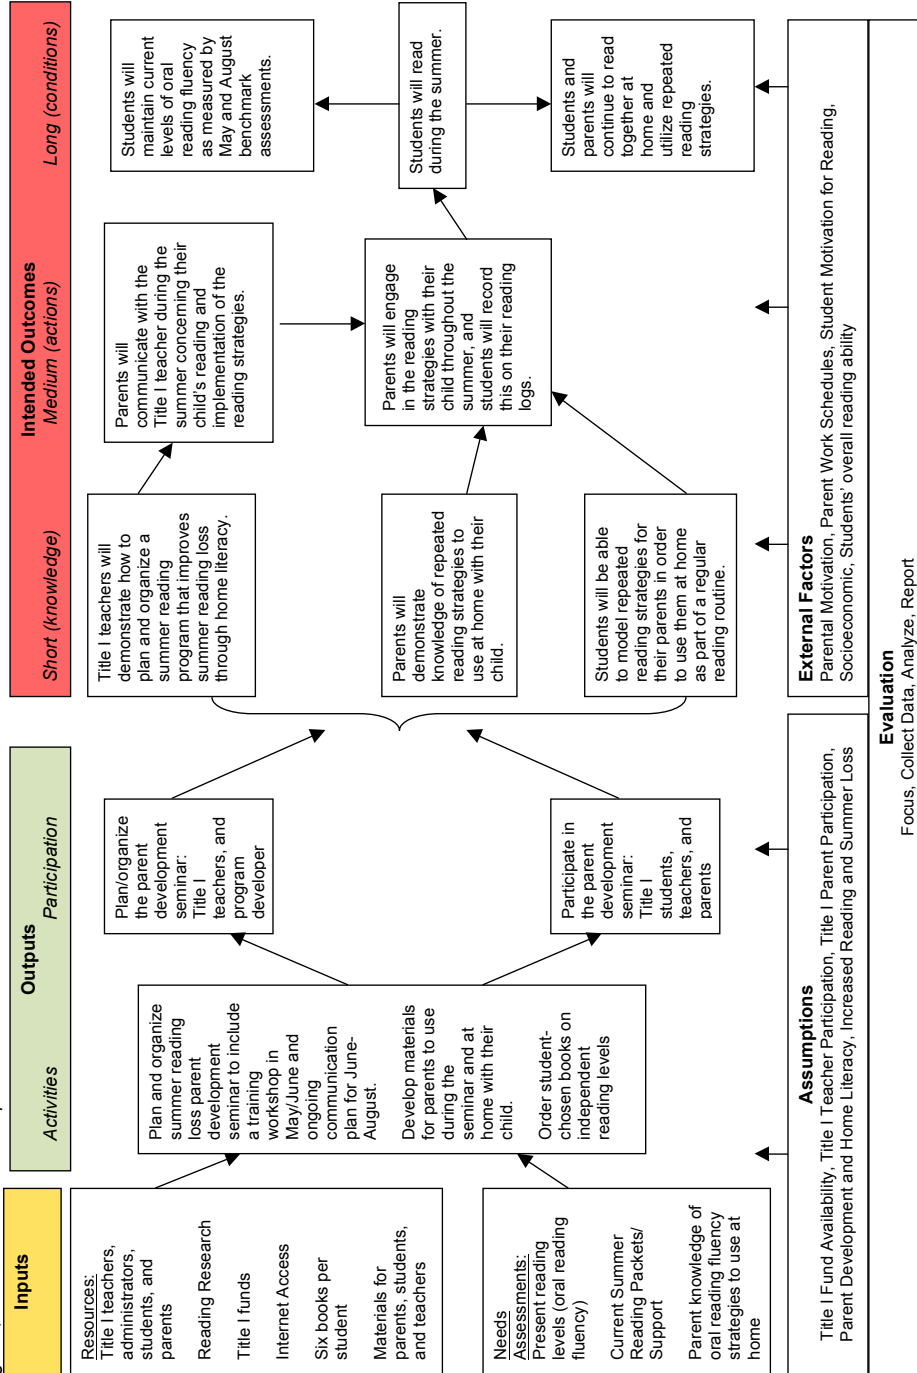 Inputs
Resources:
Title I teachers,
administrators,
students, and
parents
Reading Research
Title I funds
Internet Access
Six books per
student
Materials for
parents, students,
and teachers
Needs
Assessments:
Present reading
levels (oral reading
fluency)
Current Summer
Reading Packets/
Support
Parent knowledge of
oral reading fluency
strategies to use at
home
Outputs
Activities Participation
Plan and organize
summer reading
loss parent
development
seminar to include
a training
workshop in
May/June and
ongoing
communication
plan for June-
August.
Develop materials
for parents to use
during the
seminar and at
home with their
child.
Order student-
chosen books on
independent
reading levels
Plan/organize
the parent
development
seminar:
Title I
teachers, and
program
developer
Participate in
the parent
development
seminar:
Title I
students,
teachers, and
parents
Intended Outcomes
Short (knowledge) Medium (actions) Long (conditions)
Title I teachers will
demonstrate how to
plan and organize a
summer reading
program that improves
summer reading loss
through home literacy.
Parents will
demonstrate
knowledge of repeated
reading strategies to
use at home with their
child.
Students will be able
to model repeated
reading strategies for
their parents in order
to use them at home
as part of a regular
reading routine.
Parents will
communicate with the
Title I teacher during the
summer concerning their
child's reading and
implementation of the
reading strategies.
Parents will engage
in the reading
strategies with their
child throughout the
summer, and
students will record
this on their reading
logs.
Students will
maintain current
levels of oral
reading fluency
as measured by
May and August
benchmark
assessments.
Students will read
during the summer.
Students and
parents will
continue to read
together at
home and
utilize repeated
reading
strategies.
Assumptions
Title I Fund Availability, Title I Teacher Participation, Title I Parent Participation,
Parent Development and Home Literacy, Increased Reading and Summer Loss
External Factors
Parental Motivation, Parent Work Schedules, Student Motivation for Reading,
Socioeconomic, Students' overall reading ability
Evaluation
Focus, Collect Data, Analyze, Report